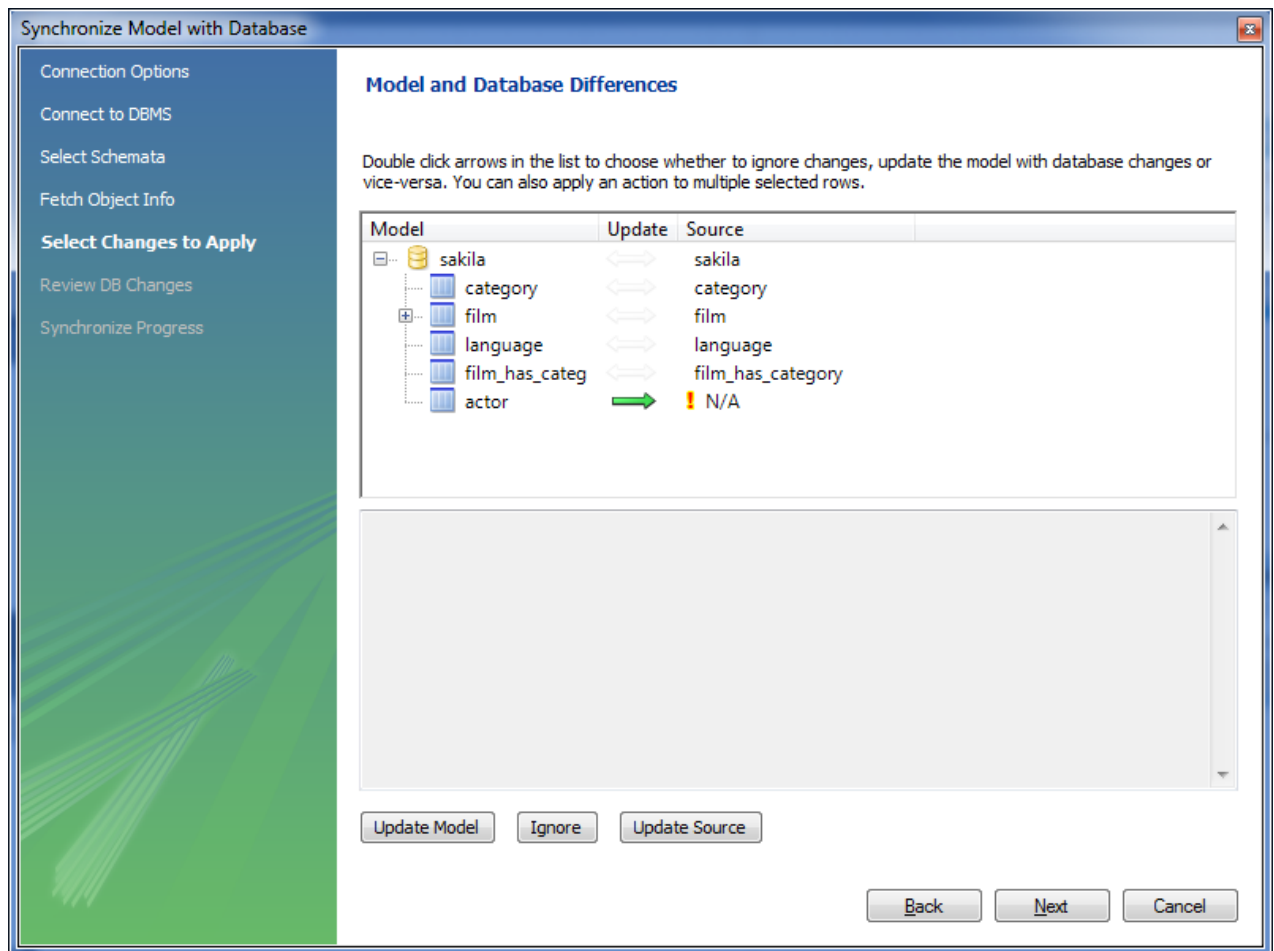 Synchronize Model with Database
Connection Options
Connect to DBMS
Select Schemata
Fetch Object Info
Select Changes to Apply
Review DB Changes
Synchronize Progress
Model and Database Differences
Double click arrows in the list to choose whether to ignore changes, update the model with database changes or
vice-versa. You can also apply an action to multiple selected rows.
Model Update Source
sakila sakila
category category
film film
language language
film_has_categ film_has_category
actor ! N/A
Update Model Ignore Update Source
Back Next Cancel